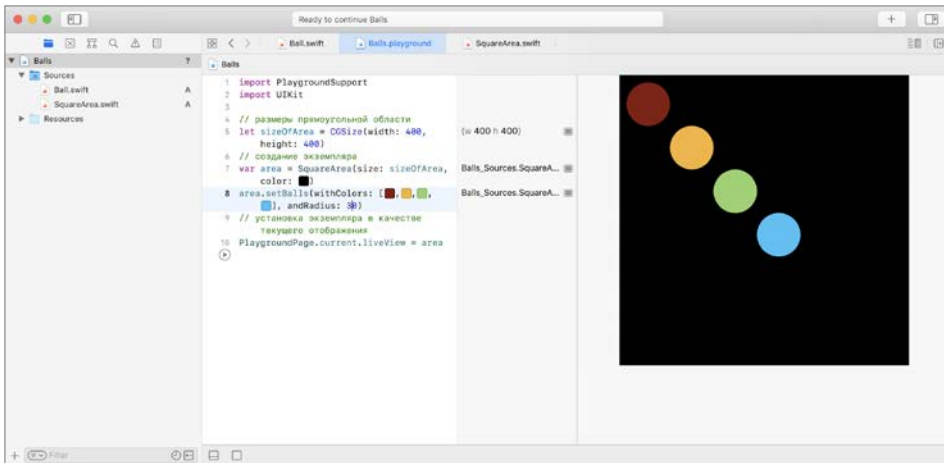 Ready to continue Balls
Ball.swift
Balls.playground
SquareArea.swift
Balls
?
Balls
Sources
Ball.swift
A
SquareArea.swift
A
Resources
1 import PlaygroundSupport
2 import UIKit
3
4 // размеры прямоугольной области
5 let sizeOfArea = CGSize(width: 400,
height: 400)
(w 400 h 400)
6 // создание экземпляра
7 var area = SquareArea(size: sizeOfArea,
color: )
Balls_Sources.SquareA...
8 area.setBalls(withColors: [ , , ,
], andRadius: 30)
Balls_Sources.SquareA...
9 // установка экземпляра в качестве
текущего отображения
10 PlaygroundPage.current.liveView = area
Filter